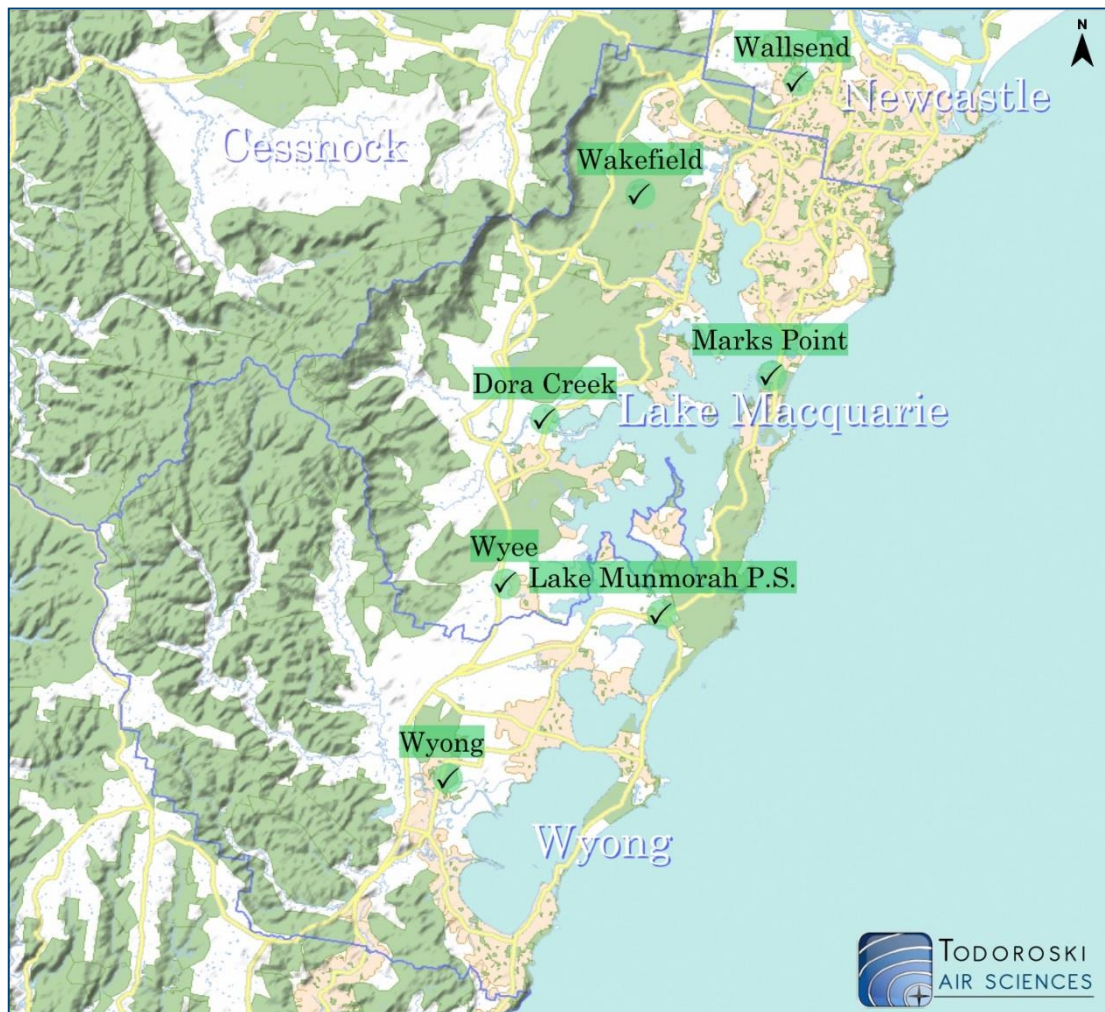 N
Wallsend
Newcastle
Cessnock
Wakefield
Marks Point
Dora Creek
Lake Macquarie
Wyee
Lake Munmorah P.S.
Wyong
Wyong
TODOROSKI
AIR SCIENCES